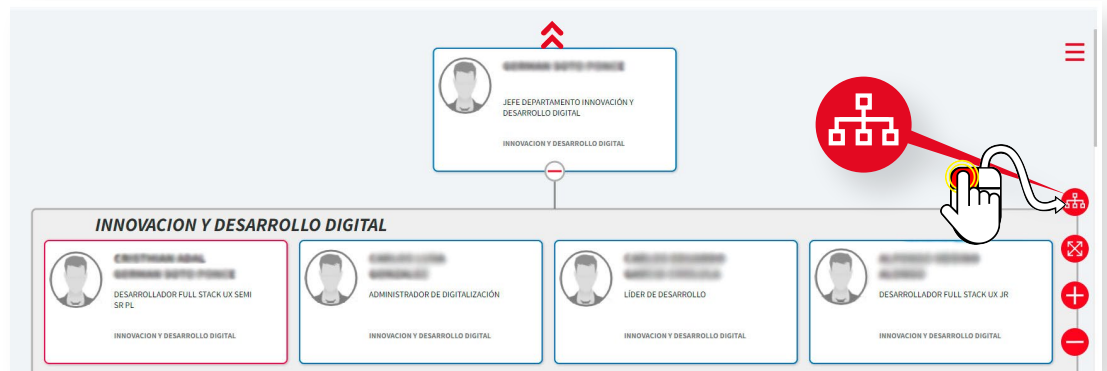 JEFE DEPARTAMENTO INNOVACIÓN Y
DESARROLLO DIGITAL
INNOVACION Y DESARROLLO DIGITAL
INNOVACION Y DESARROLLO DIGITAL
DESARROLLADOR FULL STACK UX SEMI
SR PL
INNOVACION Y DESARROLLO DIGITAL
ADMINISTRADOR DE DIGITALIZACIÓN
INNOVACION Y DESARROLLO DIGITAL
LÍDER DE DESARROLLO
INNOVACION Y DESARROLLO DIGITAL
DESARROLLADOR FULL STACK UX JR
INNOVACION Y DESARROLLO DIGITAL